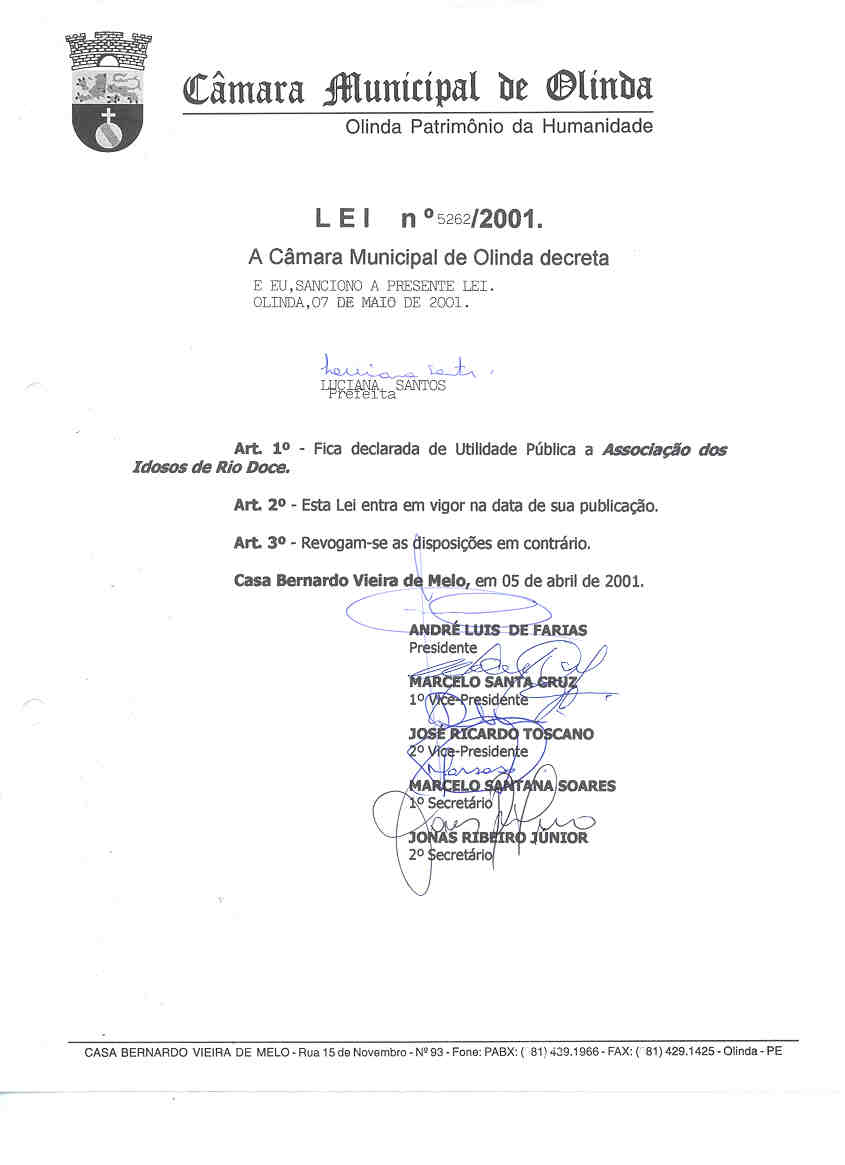 Câmara Municipal de Olinda
Olinda Patrimônio da Humanidade
L E I n º 5262/2001.
A Câmara Municipal de Olinda decreta
E EU,SANCIONO A PRESENTE LEI.
OLINDA,07 DE MAIO DE 2001.
Luciana Santos
LUCIANA SANTOS
Prefeita
Art. 1º - Fica declarada de Utilidade Pública a Associação dos
Idosos de Rio Doce.
Art. 2º - Esta Lei entra em vigor na data de sua publicação.
Art. 3º - Revogam-se as disposições em contrário.
Casa Bernardo Vieira de Melo, em 05 de abril de 2001.
ANDRÉ LUIS DE FARIAS
Presidente
MARCELO SANTA CRUZ
1º Vice-Presidente
JOSÉ RICARDO TOSCANO
2º Vice-Presidente
MARCELO SANTANA SOARES
1º Secretário
JONAS RIBEIRO JÚNIOR
2º Secretário
CASA BERNARDO VIEIRA DE MELO - Rua 15 de Novembro - Nº 93 - Fone: PABX: ( 81) 439.1966 - FAX: ( 81) 429.1425 - Olinda - PE